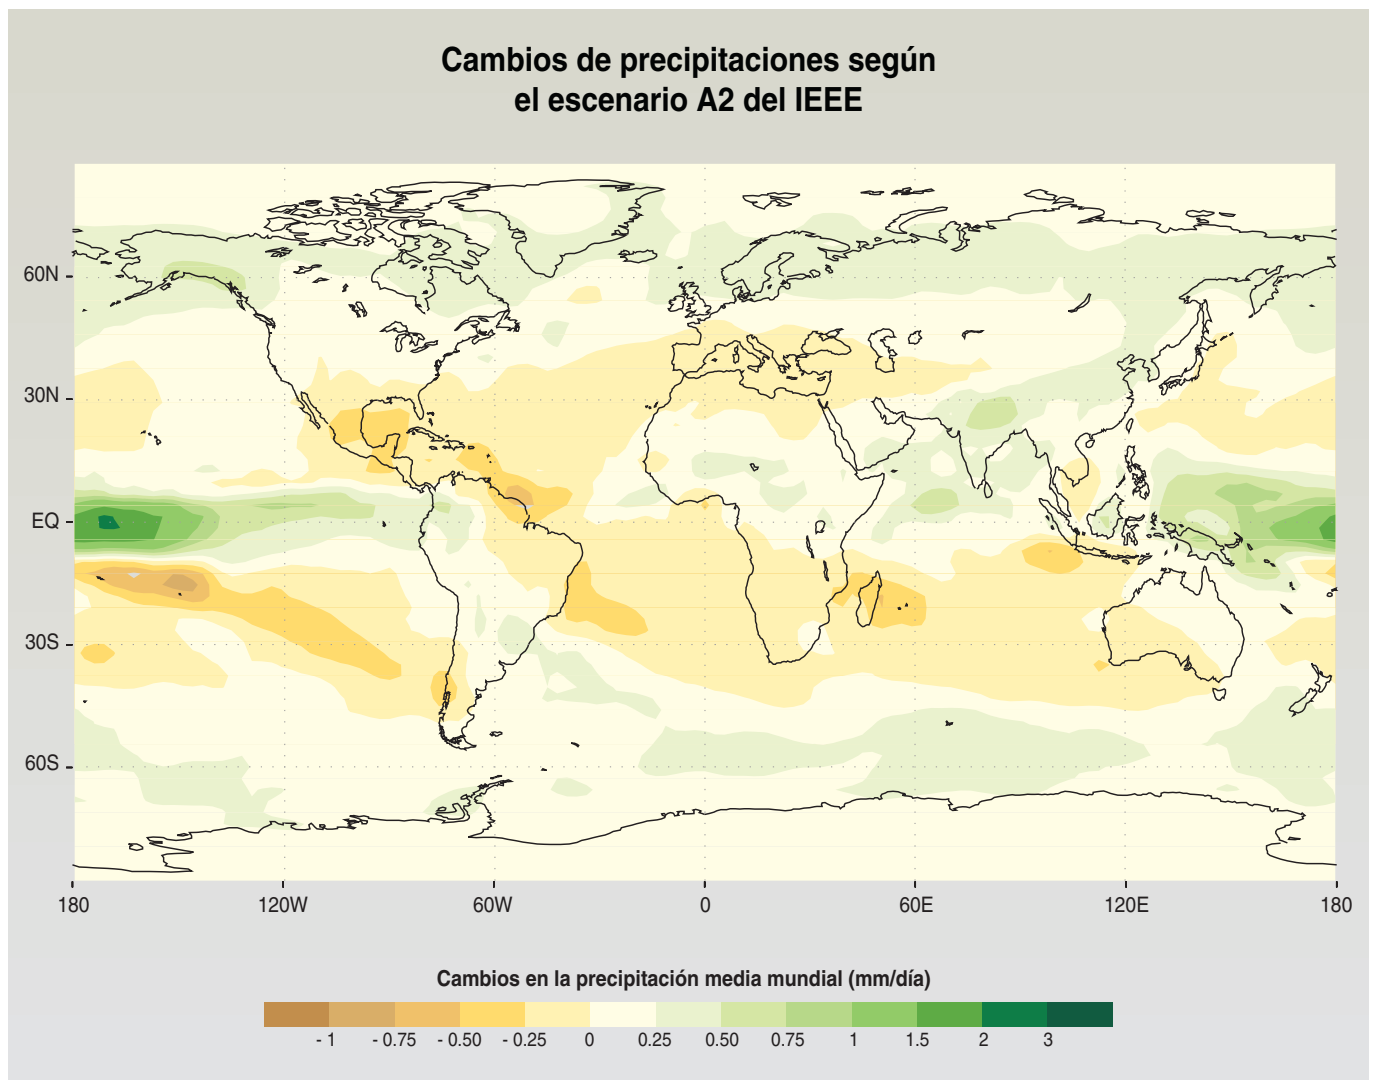 Cambios de precipitaciones según
el escenario A2 del IEEE
60N
30N
EQ
30S
60S
180 120W 60W 0 60E 120E 180
Cambios en la precipitación media mundial (mm/día)
- 1 - 0.75 - 0.50 - 0.25 0 0.25 0.50 0.75 1 1.5 2 3